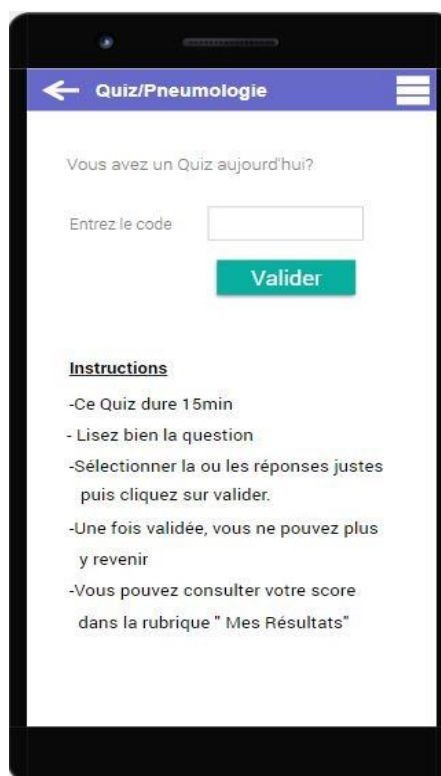 Quiz/Pneumologie
Vous avez un Quiz aujourd'hui?
Entrez le code
Valider
Instructions
-Ce Quiz dure 15min
- Lisez bien la question
-Sélectionner la ou les réponses justes
puis cliquez sur valider.
-Une fois validée, vous ne pouvez plus
y revenir
-Vous pouvez consulter votre score
dans la rubrique " Mes Résultats"